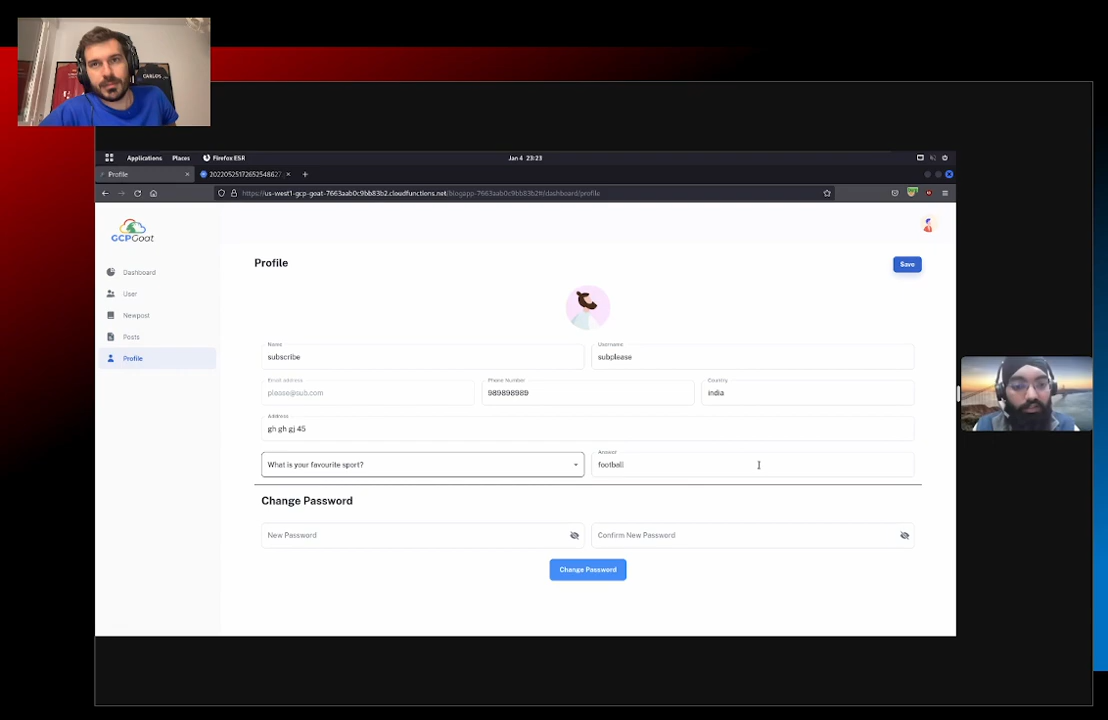 CARLOS
Applications Places Firefox ESR Jan 4 23:23
Profile 20220525172652548627
https://us-west1-gcp-goat-7663aab0c9bb83b2.cloudfunctions.net/blogapp-7663aab0c9bb83b2#/dashboard/profile
GCPGoat
Dashboard
User
Newpost
Posts
Profile
Profile
Save
Name
subscribe
Username
subplease
Email address
please@sub.com
Phone Number
989898989
Country
india
Address
gh gh gj 45
What is your favourite sport?
Answer
football
Change Password
New Password
Confirm New Password
Change Password